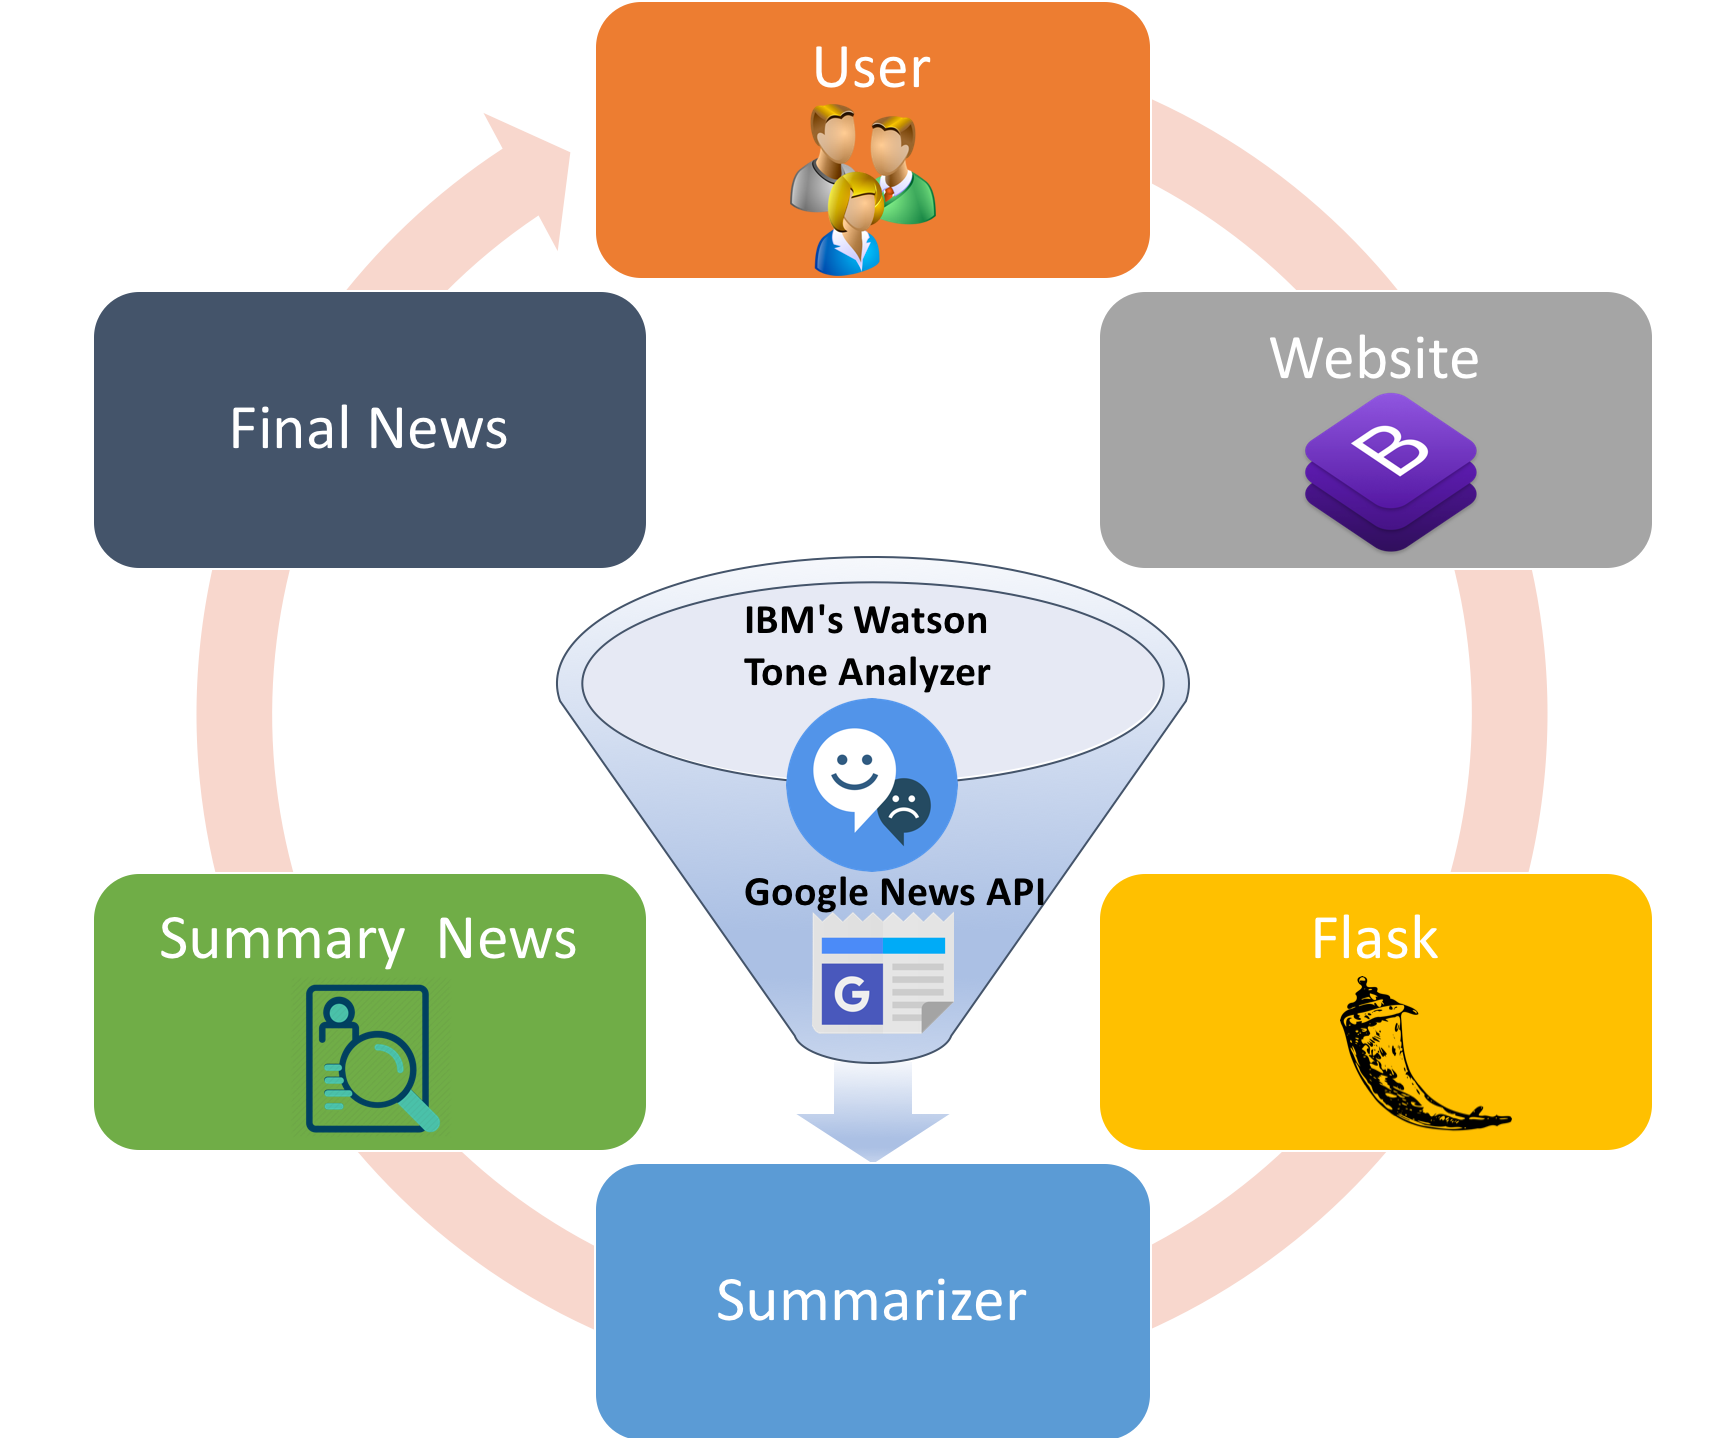 User
Website
B
Final News
IBM's Watson
Tone Analyzer
Google News API
G
Summary  News
Flask
Summarizer